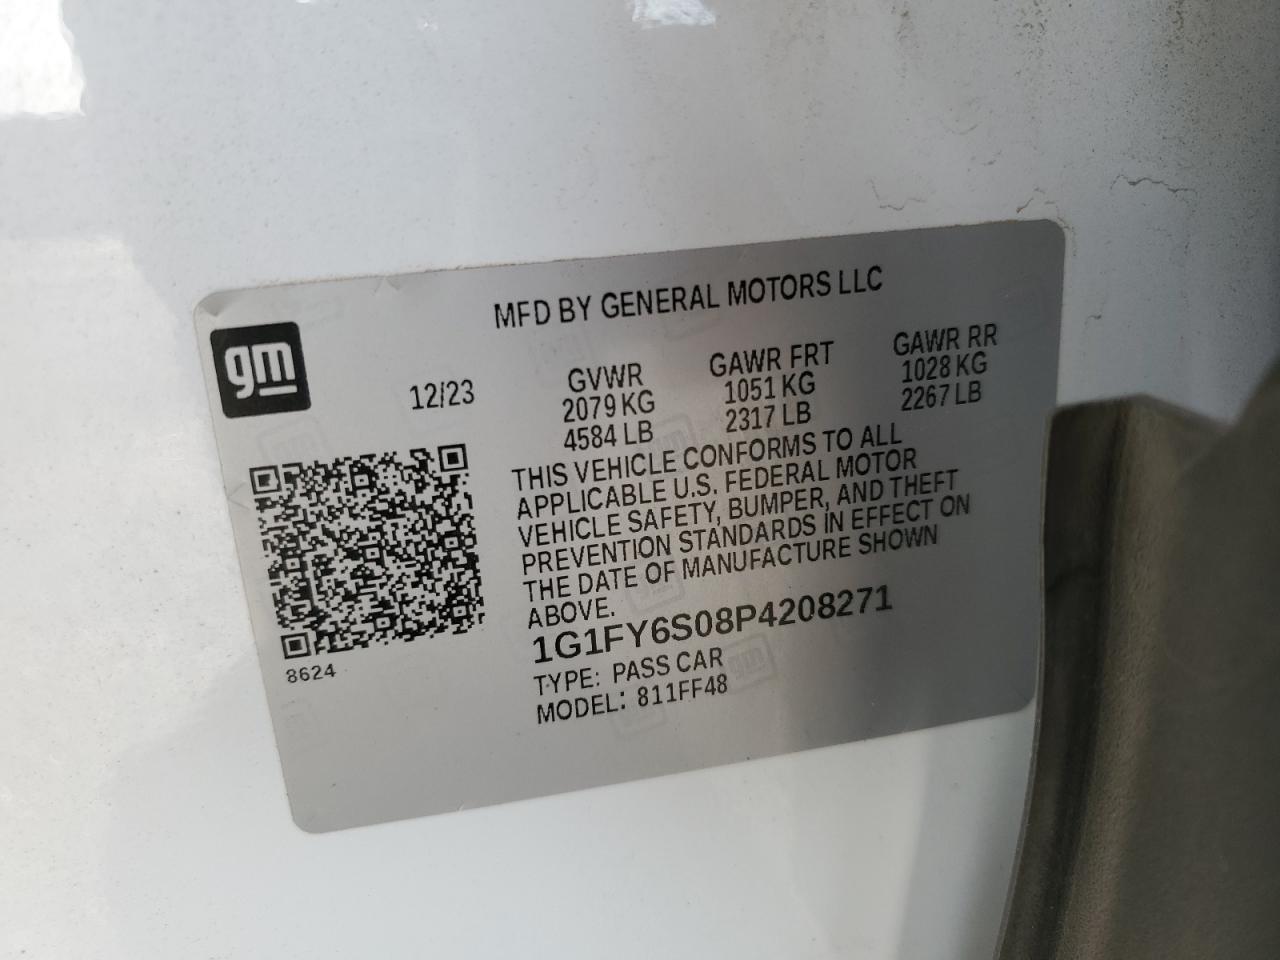 MFD BY GENERAL MOTORS LLC
gm
12/23
GVWR
2079 KG
4584 LB
GAWR FRT
1051 KG
2317 LB
GAWR RR
1028 KG
2267 LB
THIS VEHICLE CONFORMS TO ALL
APPLICABLE U.S. FEDERAL MOTOR
VEHICLE SAFETY, BUMPER, AND THEFT
PREVENTION STANDARDS IN EFFECT ON
THE DATE OF MANUFACTURE SHOWN
ABOVE.
1G1FY6S08P4208271
TYPE: PASS CAR
MODEL: 811FF48
8624